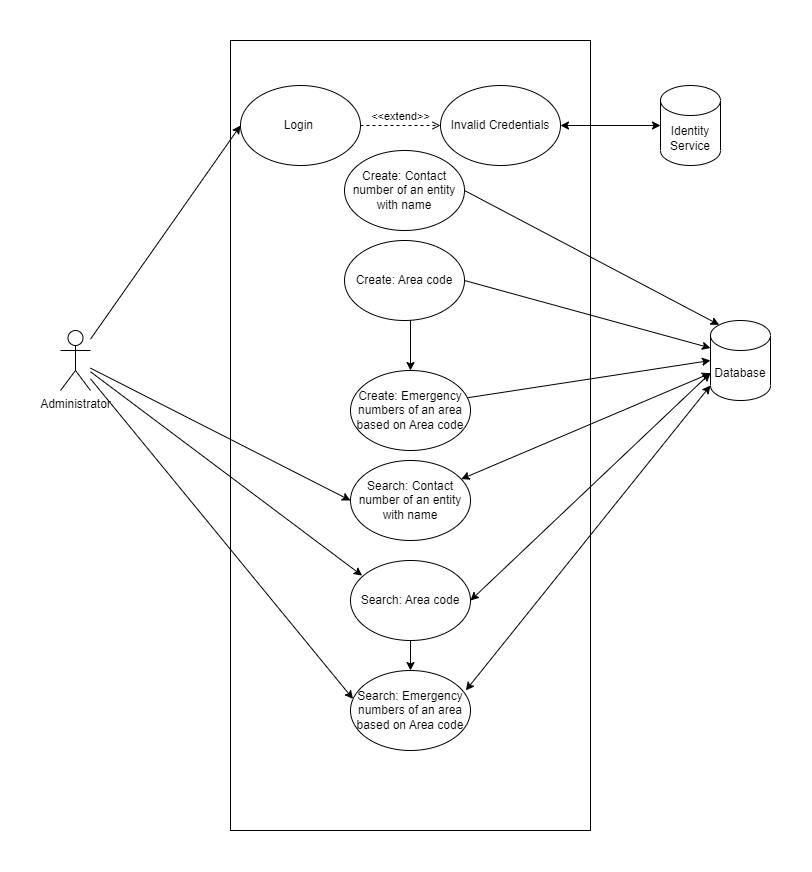 <<extend>>
Login
Invalid Credentials
Identity
Service
Create: Contact
number of an entity
with name
Create: Area code
Database
Administrator
Create: Emergency
numbers of an area
based on Area code
Search: Contact
number of an entity
with name
Search: Area code
Search: Emergency
numbers of an area
based on Area code